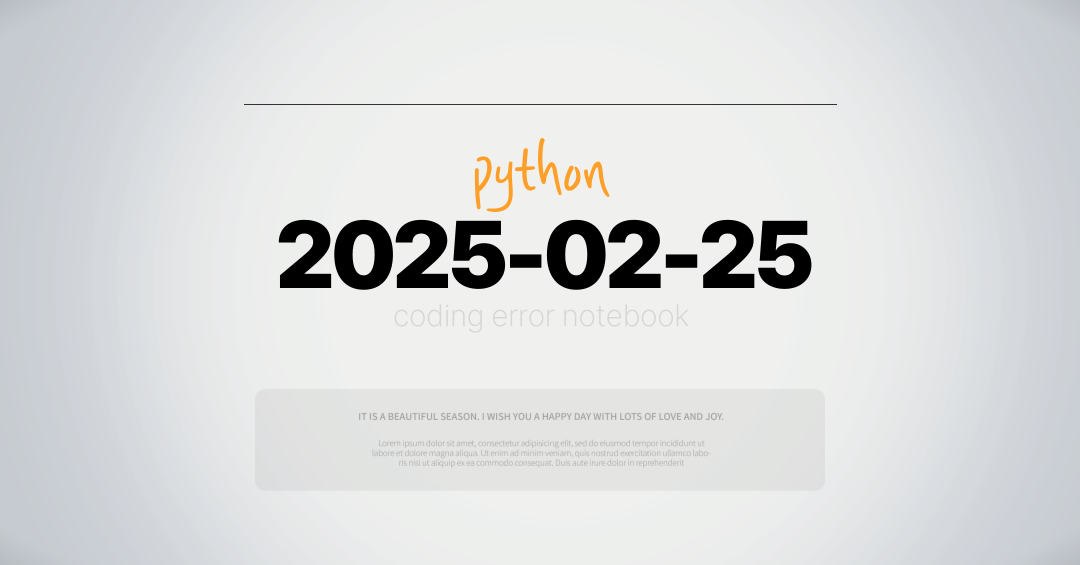 python
2025-02-25
coding error notebook
IT IS A BEAUTIFUL SEASON. I WISH YOU A HAPPY DAY WITH LOTS OF LOVE AND JOY.
Lorem ipsum dolor sit amet, consectetur adipisicing elit, sed do eiusmod tempor incididunt ut
labore et dolore magna aliqua. Ut enim ad minim veniam, quis nostrud exercitation ullamco labo-
ris nisi ut aliquip ex ea commodo consequat. Duis aute irure dolor in reprehenderit